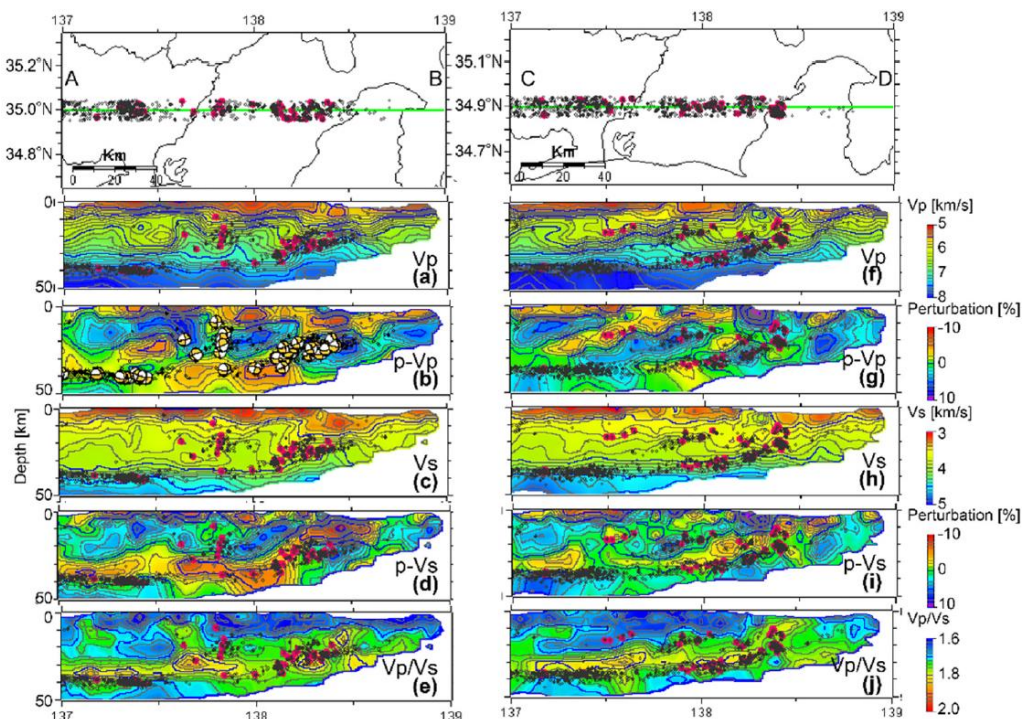 137 138 139
35.2°N
A B
35.0°N
34.8°N
Km
0 20 40
137 138 139
35.1°N
C D
34.9°N
34.7°N
Km
0 20 40
Depth [km]
0
Vp
50 (a)
0
p-Vp
50 (b)
0
Vs
50 (c)
0
p-Vs
(d)
0
Vp/Vs
50 (e)
137 138 139
Vp
(f)
p-Vp
(g)
Vs
(h)
p-Vs
(i)
Vp/Vs
(j)
137 138 139
Vp [km/s]
5
6
7
8
Perturbation [%]
-10
0
10
Vs [km/s]
3
4
5
Perturbation [%]
-10
0
10
Vp/Vs
1.6
1.8
2.0